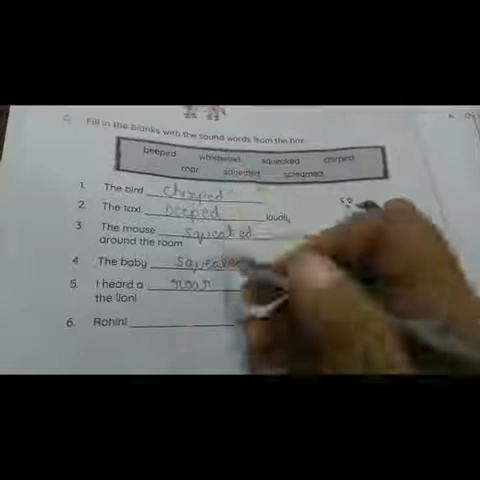 Fill in the blanks with the sound words from the box
beeped whispered squeaked chirped
roar squealed screamed
1. The bird chirped
2. The taxi beeped loudly
3 The mouse squeaked
around the room
4 The baby
5. I heard a roar
the lion!
6. Rohini